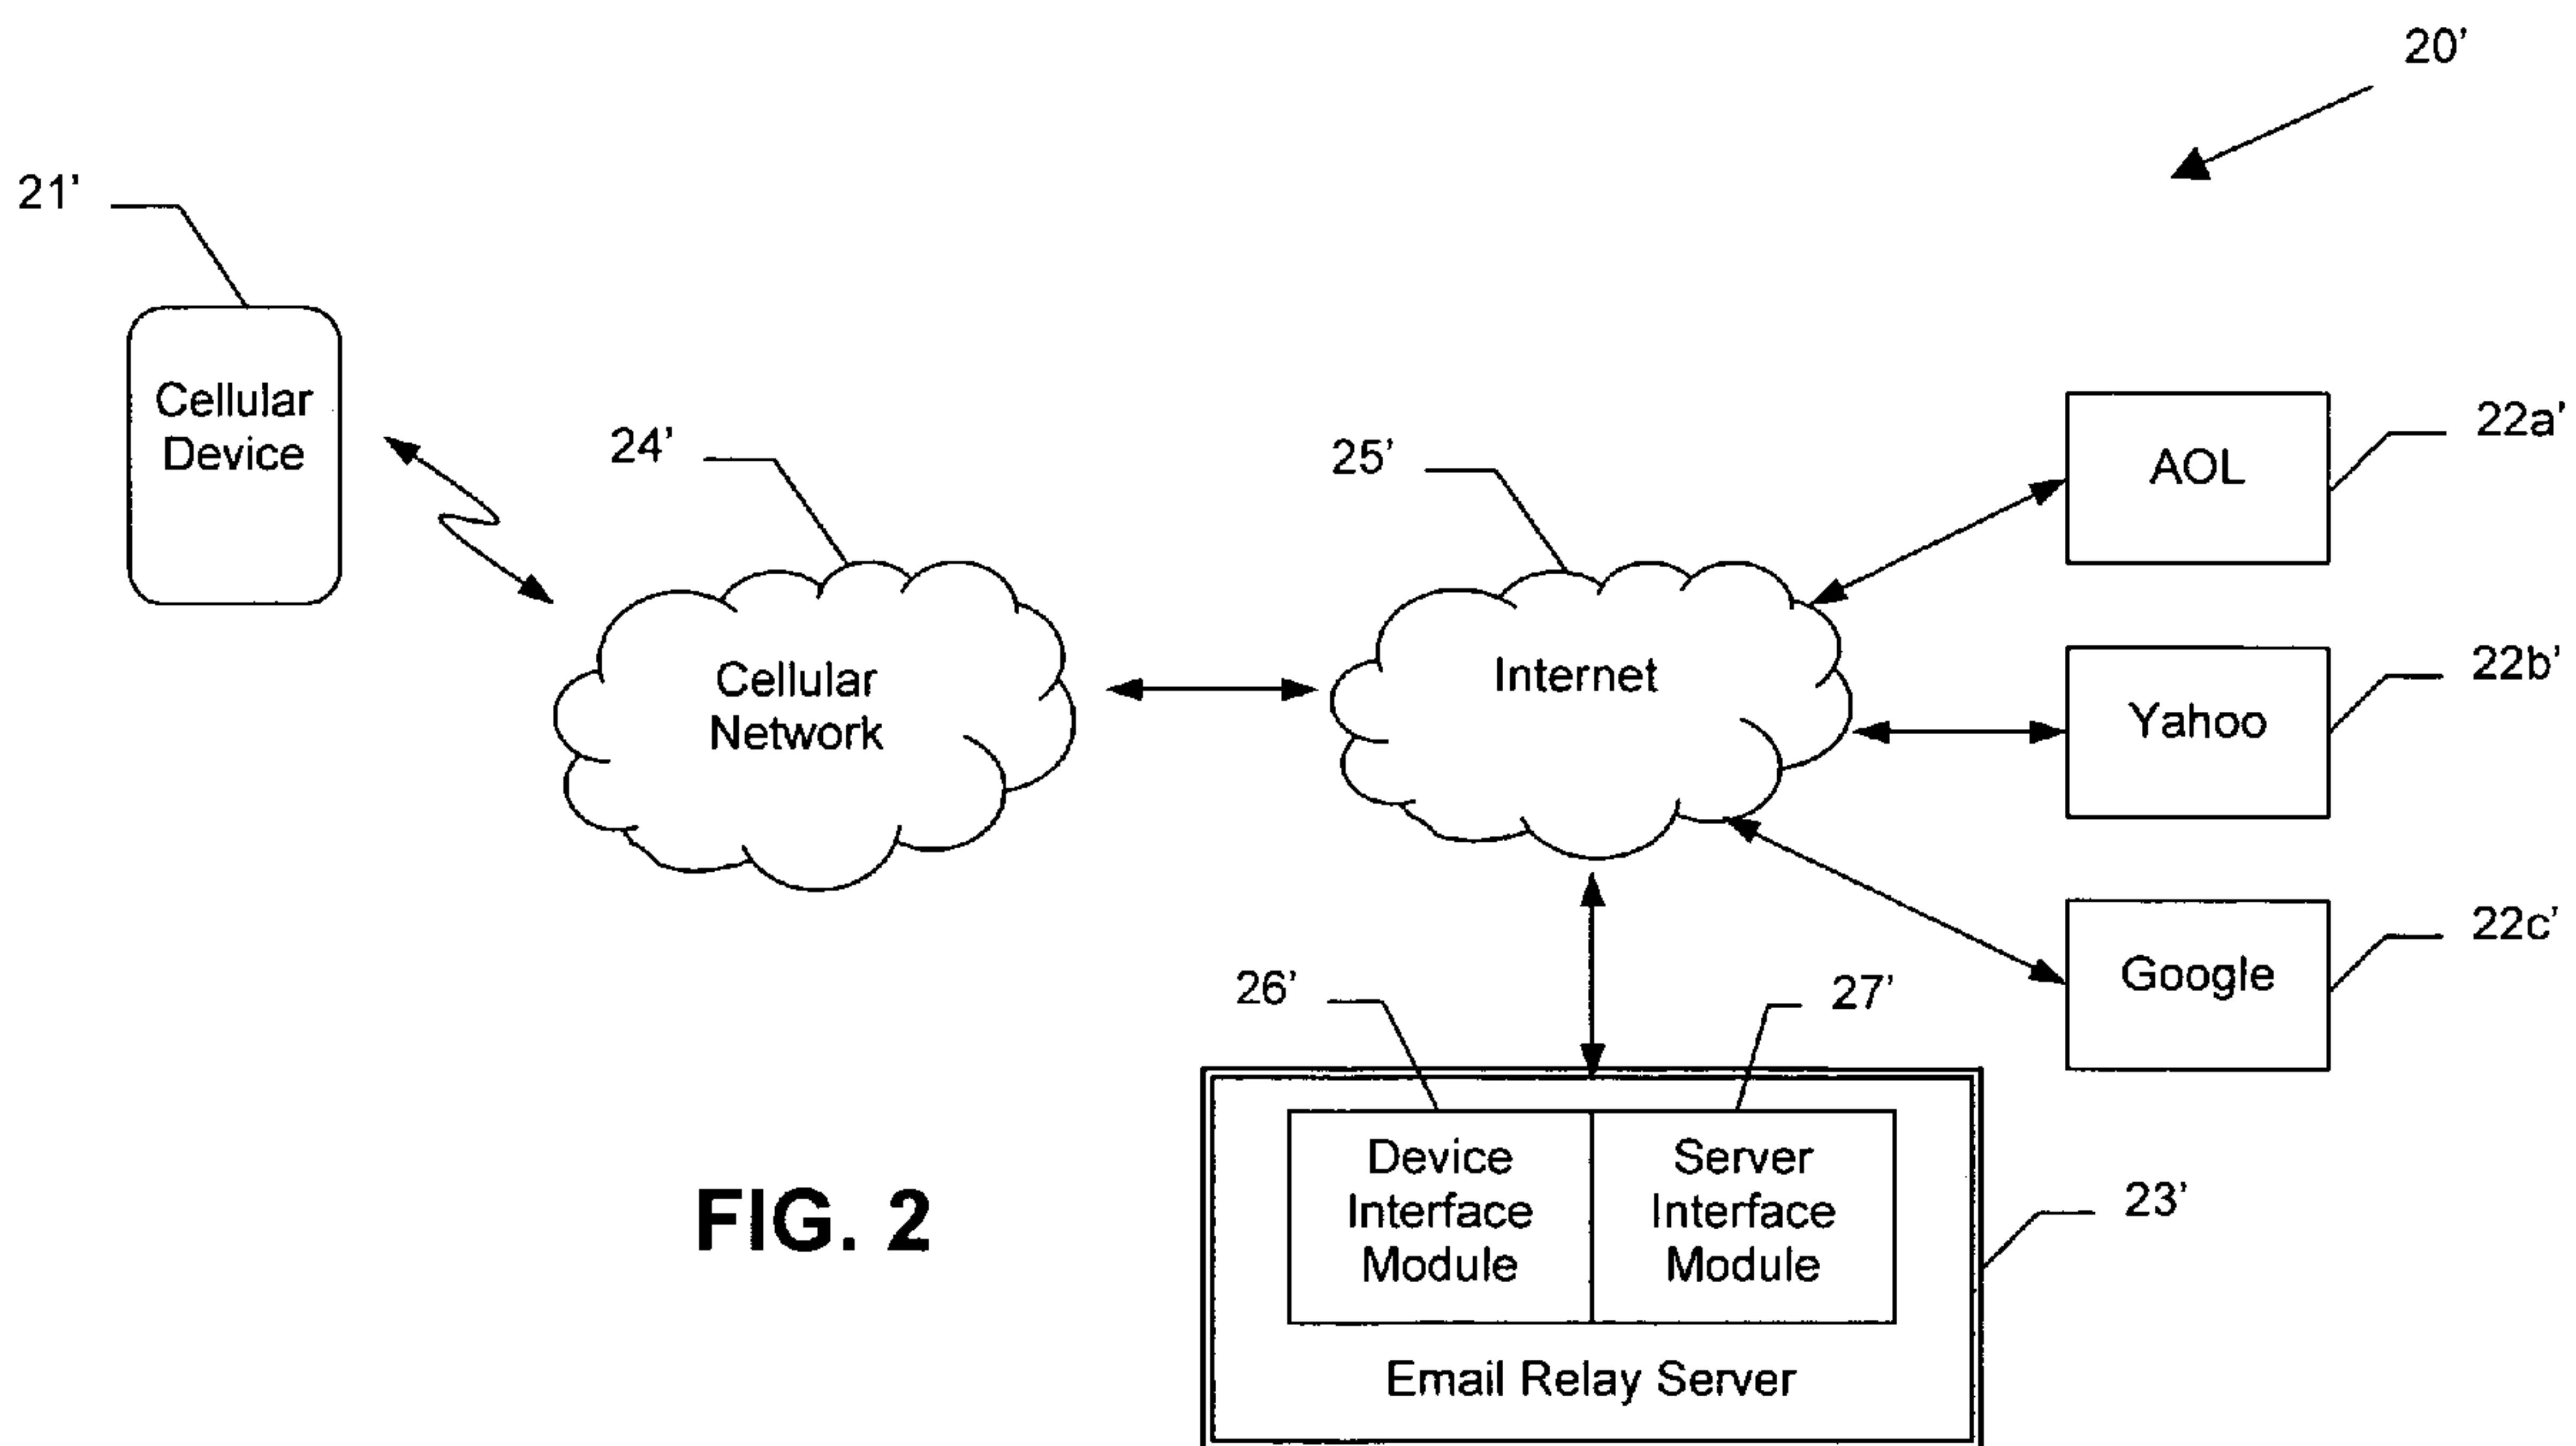 20’
21’
Cellular
Device
24’
Cellular
Network
25’
Internet
AOL
22a’
Yahoo
22b’
Google
22c’
26’
27’
Device
Interface
Module
Server
Interface
Module
Email Relay Server
23’
FIG. 2